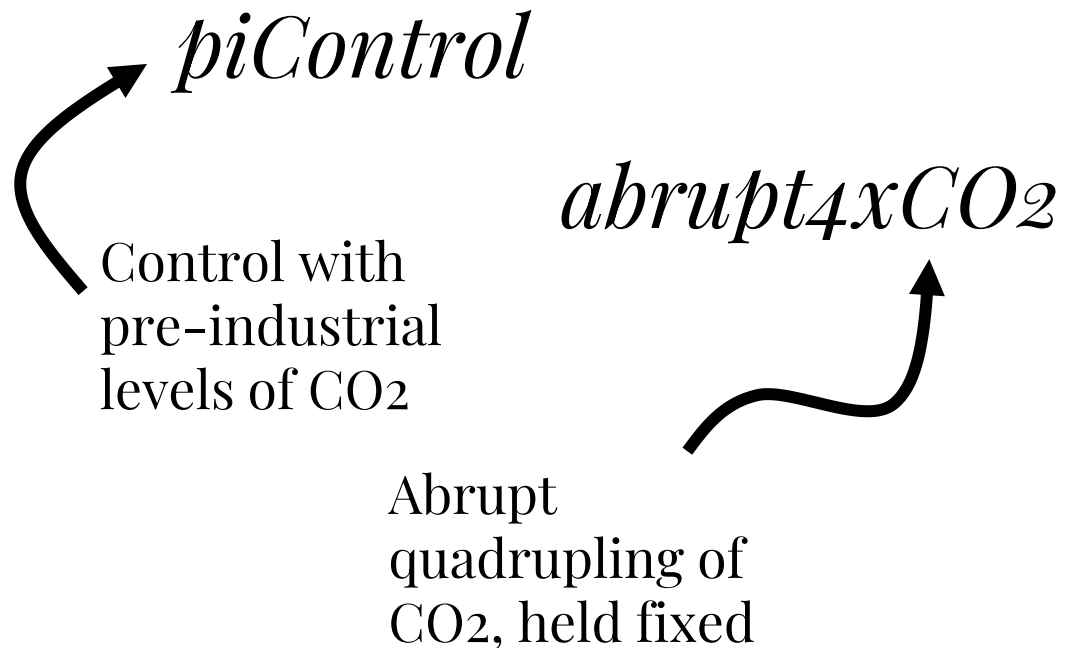 piControl
abrupt4xCO2
Control with
pre-industrial
levels of CO2
Abrupt
quadrupling of
CO2, held fixed